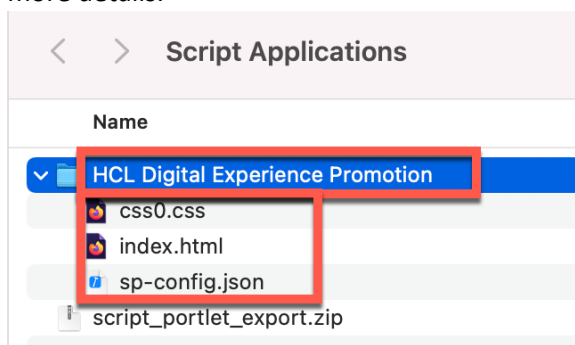 more details.
Script Applications
Name
HCL Digital Experience Promotion
css0.css
index.html
sp-config.json
script_portlet_export.zip